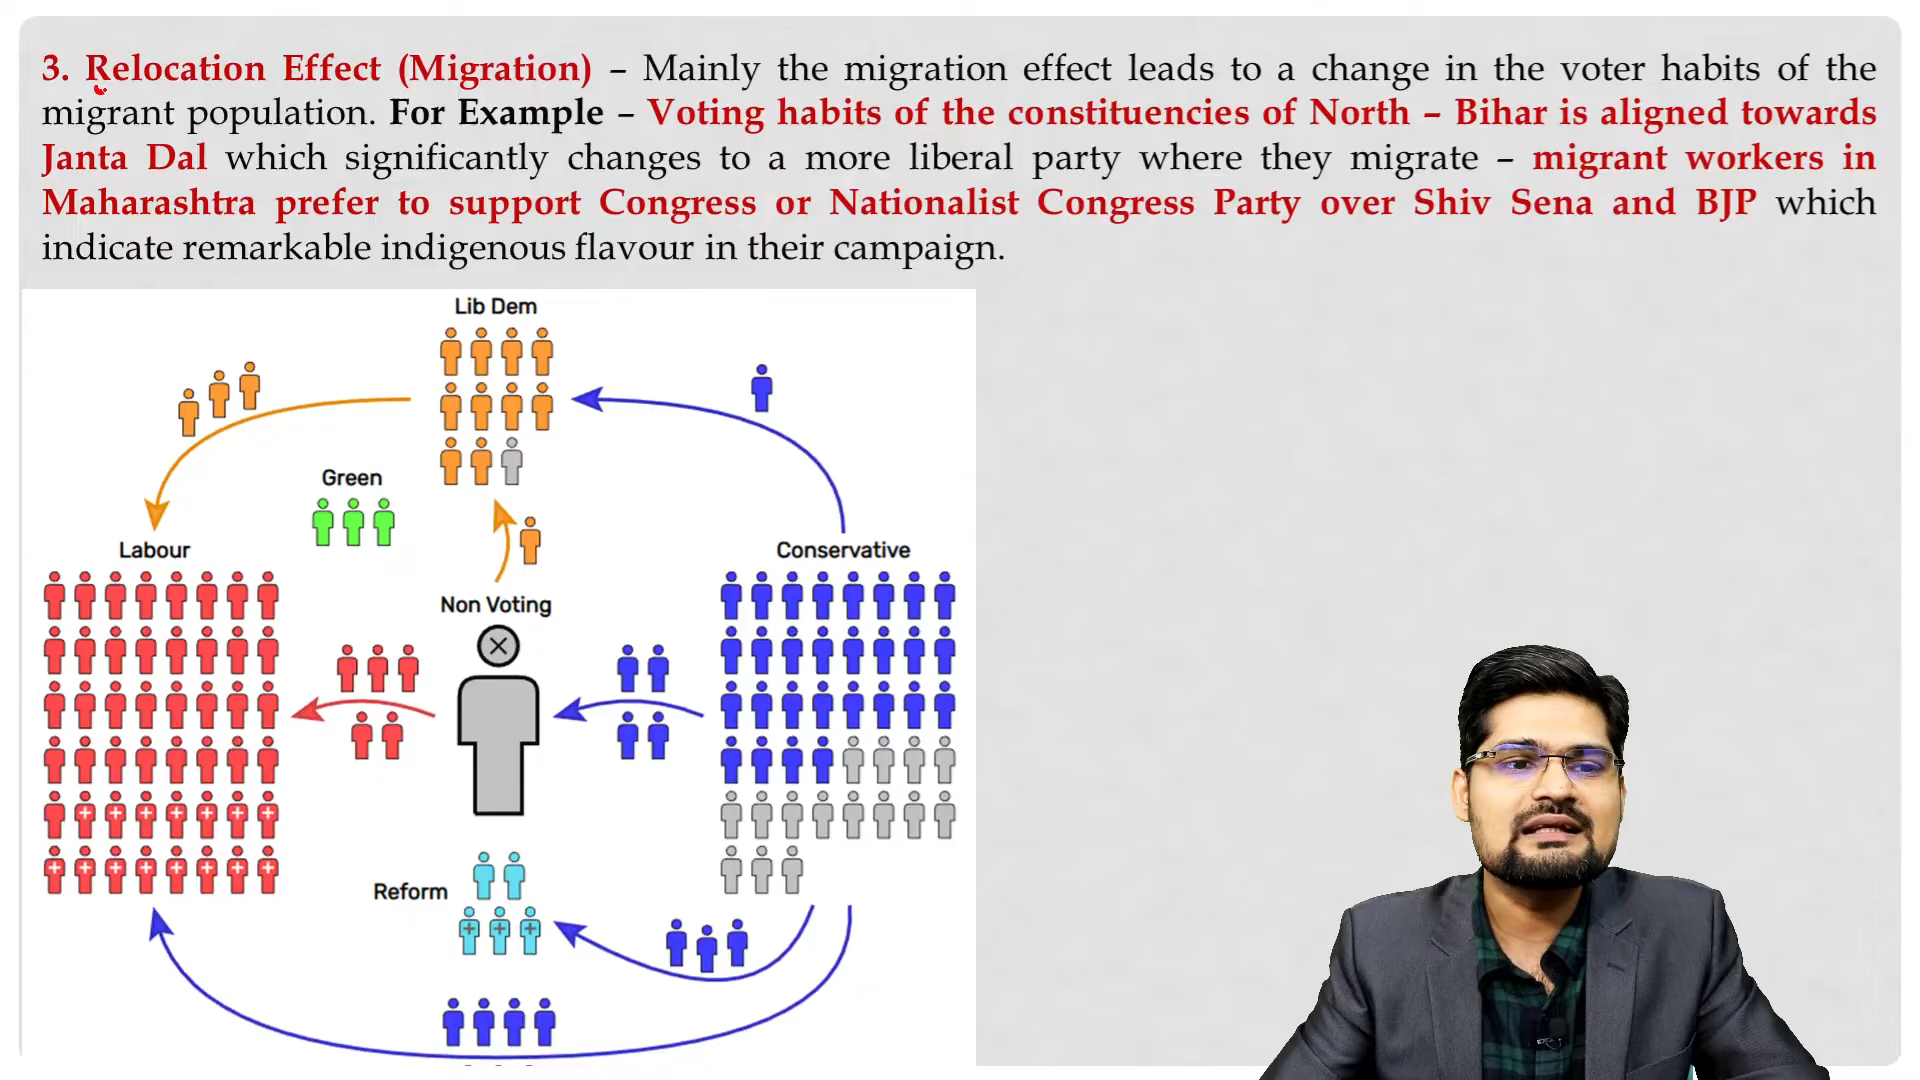 3. Relocation Effect (Migration) – Mainly the migration effect leads to a change in the voter habits of the
migrant population. For Example – Voting habits of the constituencies of North – Bihar is aligned towards
Janta Dal which significantly changes to a more liberal party where they migrate – migrant workers in
Maharashtra prefer to support Congress or Nationalist Congress Party over Shiv Sena and BJP which
indicate remarkable indigenous flavour in their campaign.
Lib Dem
Green
Labour
Conservative
Non Voting
Reform